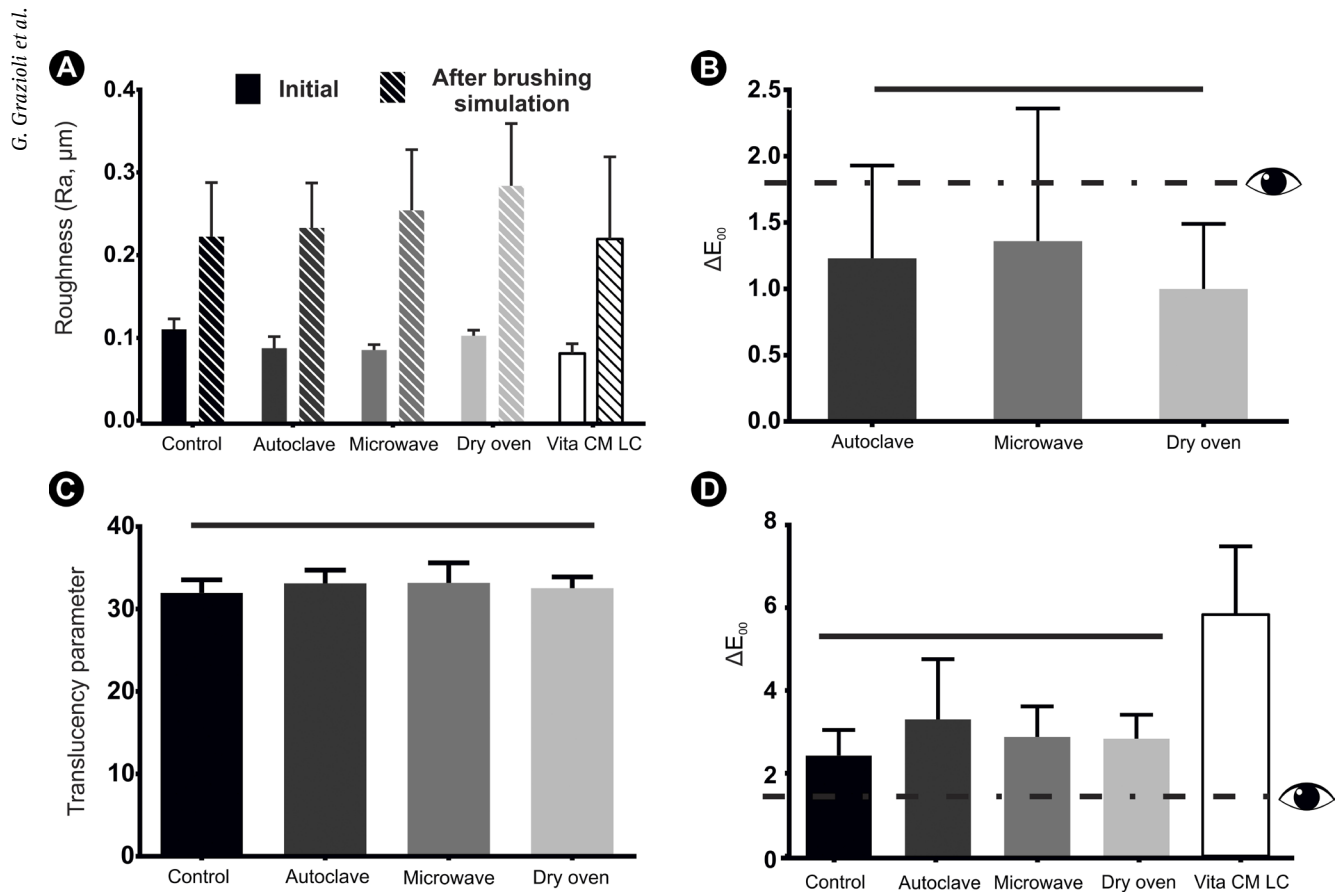 G. Grazioli et al.
A
Initial
After brushing
simulation
Roughness (Ra, μm)
0.4
0.3
0.2
0.1
0.0
Control Autoclave Microwave Dry oven Vita CM LC
B
ΔE₀₀
2.5
2.0
1.5
1.0
0.5
0.0
Autoclave Microwave Dry oven
C
Translucency parameter
40
30
20
10
0
Control Autoclave Microwave Dry oven
D
ΔE₀₀
8
6
4
2
0
Control Autoclave Microwave Dry oven Vita CM LC